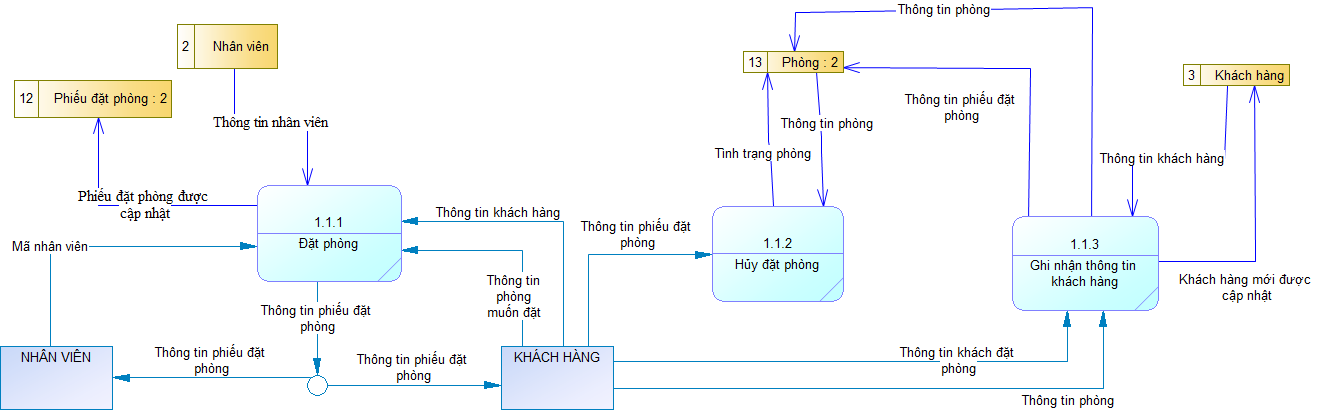 Thông tin phòng
2 Nhân viên
13 Phòng : 2
3 Khách hàng
12 Phiếu đặt phòng : 2
Thông tin nhân viên
Thông tin phiếu đặt
phòng
Thông tin phòng
Tình trạng phòng
Thông tin khách hàng
Phiếu đặt phòng được
cập nhật
1.1.1
Đặt phòng
Thông tin khách hàng
Mã nhân viên
Thông tin
phòng
muốn đặt
Thông tin phiếu đặt
phòng
1.1.2
Hủy đặt phòng
1.1.3
Ghi nhận thông tin
khách hàng
Khách hàng mới được
cập nhật
Thông tin phiếu đặt
phòng
NHÂN VIÊN
Thông tin phiếu đặt
phòng
Thông tin phiếu đặt
phòng
KHÁCH HÀNG
Thông tin khách đặt
phòng
Thông tin phòng